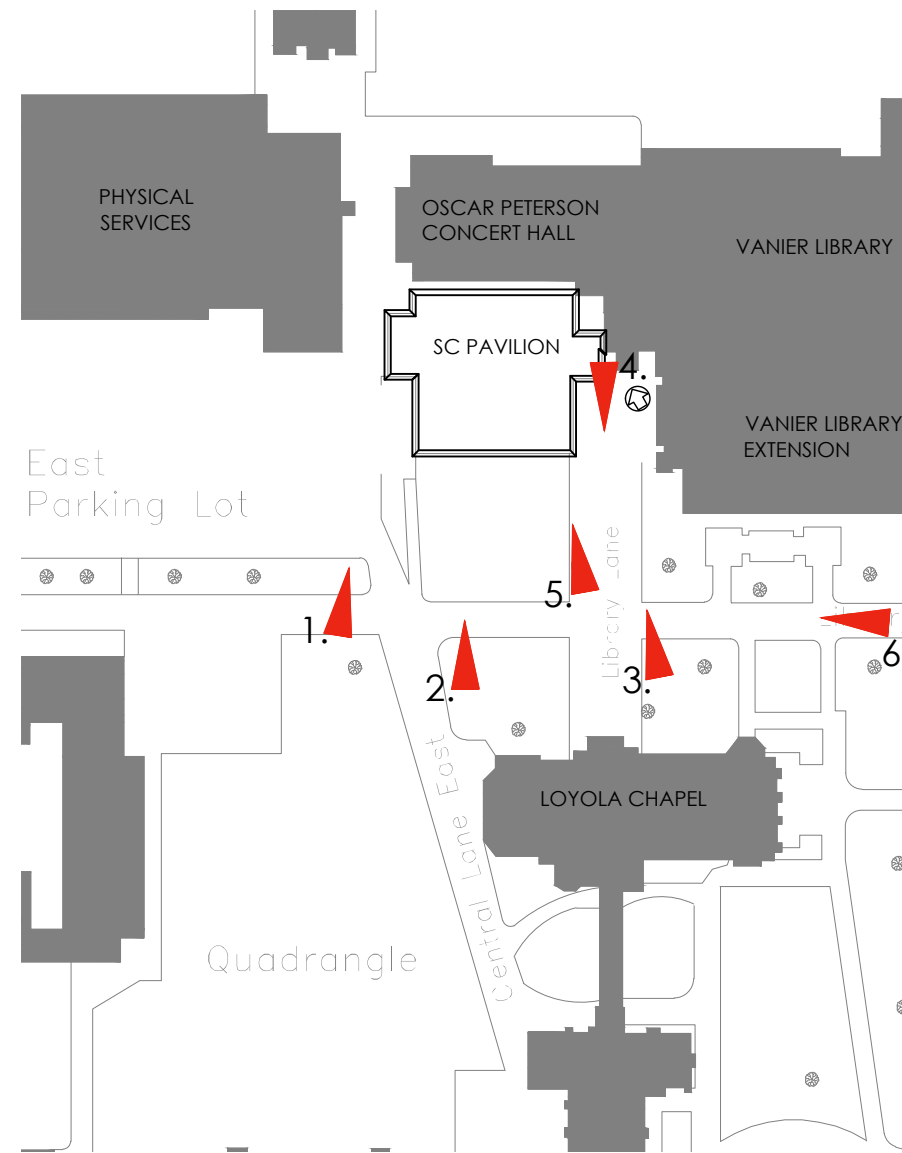 PHYSICAL
SERVICES
OSCAR PETERSON
CONCERT HALL
VANIER LIBRARY
SC PAVILION
4.
VANIER LIBRARY
EXTENSION
East
Parking Lot
Library Lane
5.
1.
6
2.
3.
Central Lane East
LOYOLA CHAPEL
Quadrangle